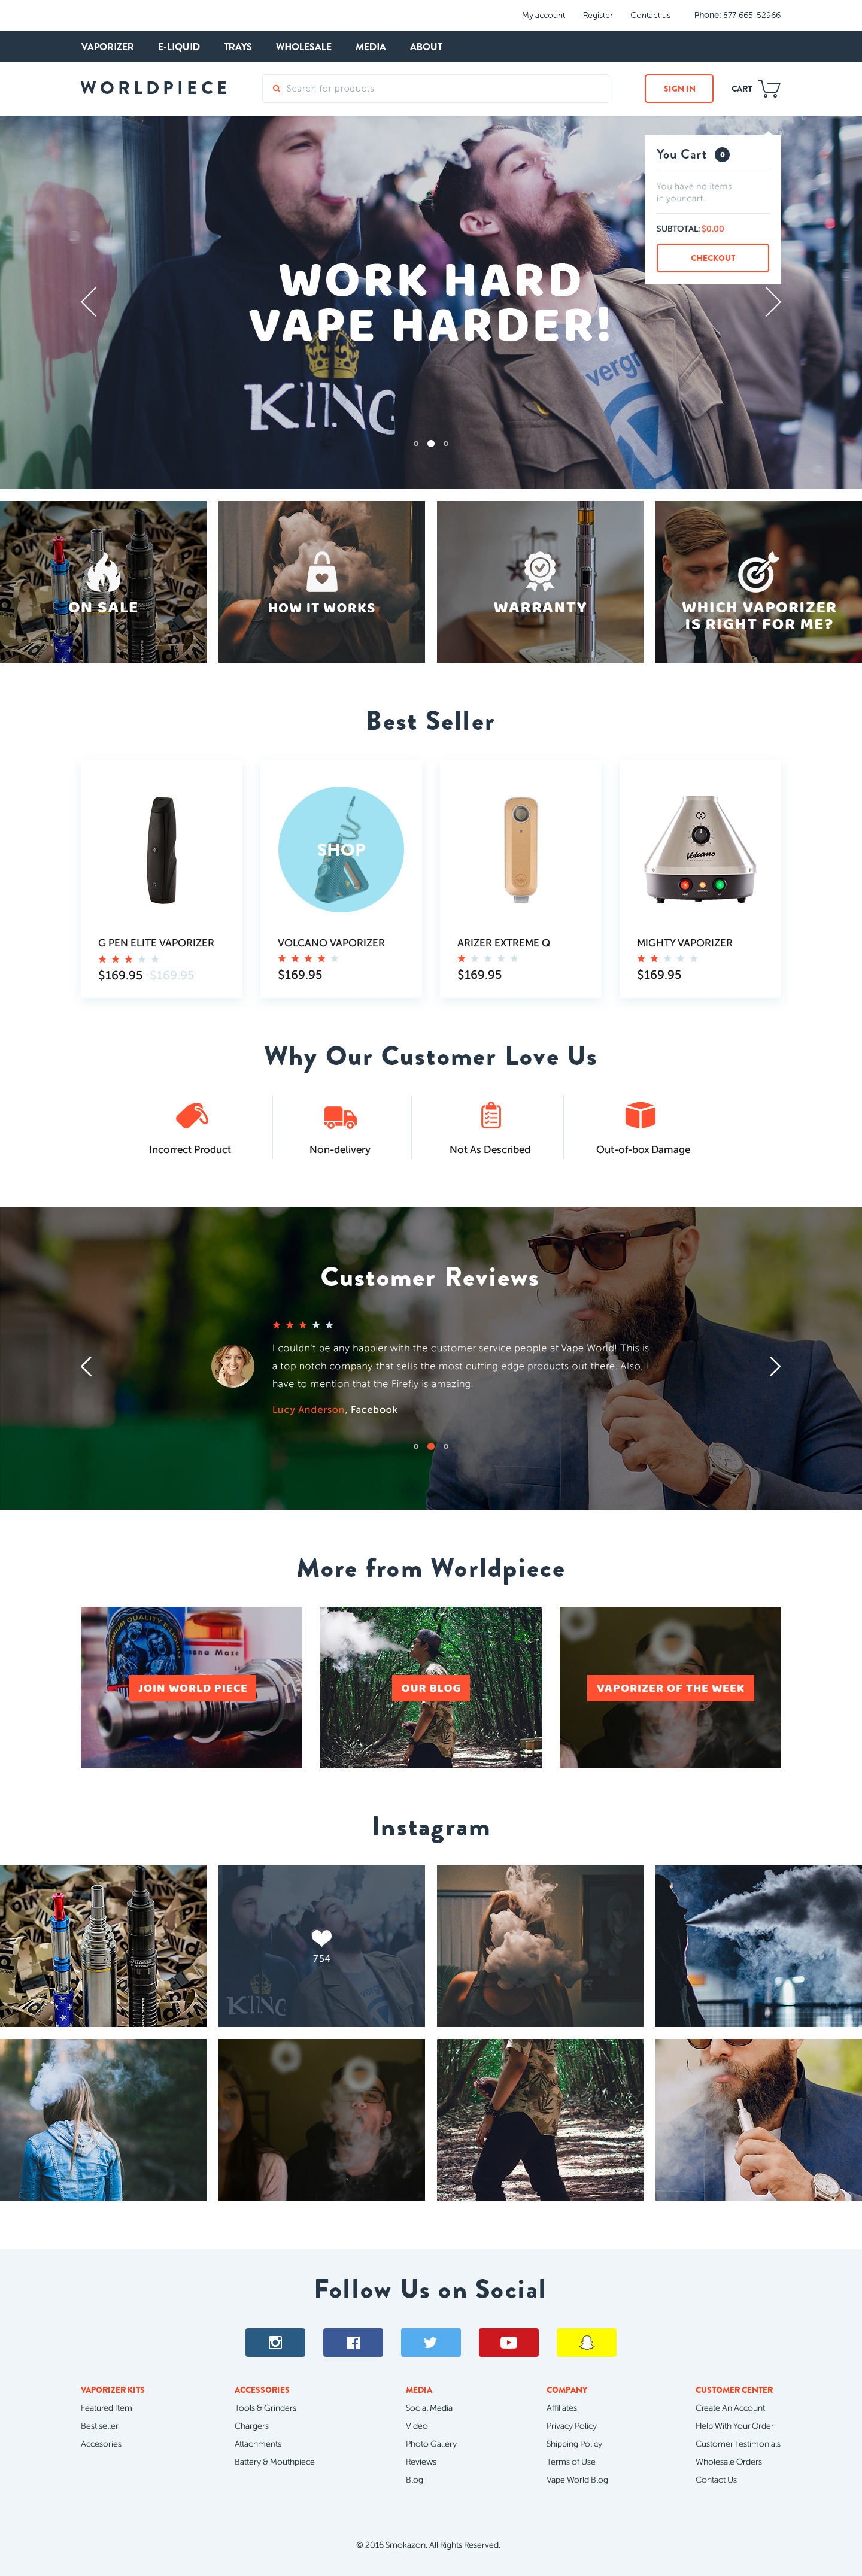 My account Register Contact us Phone: 877 665-52966
VAPORIZER E-LIQUID TRAYS WHOLESALE MEDIA ABOUT
WORLDPIECE
Search for products
SIGN IN
CART
You Cart 0
You have no items
in your cart.
SUBTOTAL: $0.00
CHECKOUT
WORK HARD
VAPE HARDER!
KING
vergr
ON SALE
HOW IT WORKS
WARRANTY
WHICH VAPORIZER
IS RIGHT FOR ME?
Best Seller
SHOP
Volcano
G PEN ELITE VAPORIZER
$169.95 $169.95
VOLCANO VAPORIZER
$169.95
ARIZER EXTREME Q
$169.95
MIGHTY VAPORIZER
$169.95
Why Our Customer Love Us
Incorrect Product
Non-delivery
Not As Described
Out-of-box Damage
Customer Reviews
I couldn't be any happier with the customer service people at Vape World! This is
a top notch company that sells the most cutting edge products out there. Also, I
have to mention that the Firefly is amazing!
Lucy Anderson, Facebook
More from Worldpiece
JOIN WORLD PIECE
OUR BLOG
VAPORIZER OF THE WEEK
Instagram
754
KING
Follow Us on Social
VAPORIZER KITS
Featured Item
Best seller
Accesories
ACCESSORIES
Tools & Grinders
Chargers
Attachments
Battery & Mouthpiece
MEDIA
Social Media
Video
Photo Gallery
Reviews
Blog
COMPANY
Affiliates
Privacy Policy
Shipping Policy
Terms of Use
Vape World Blog
CUSTOMER CENTER
Create An Account
Help With Your Order
Customer Testimonials
Wholesale Orders
Contact Us
© 2016 Smokazon. All Rights Reserved.